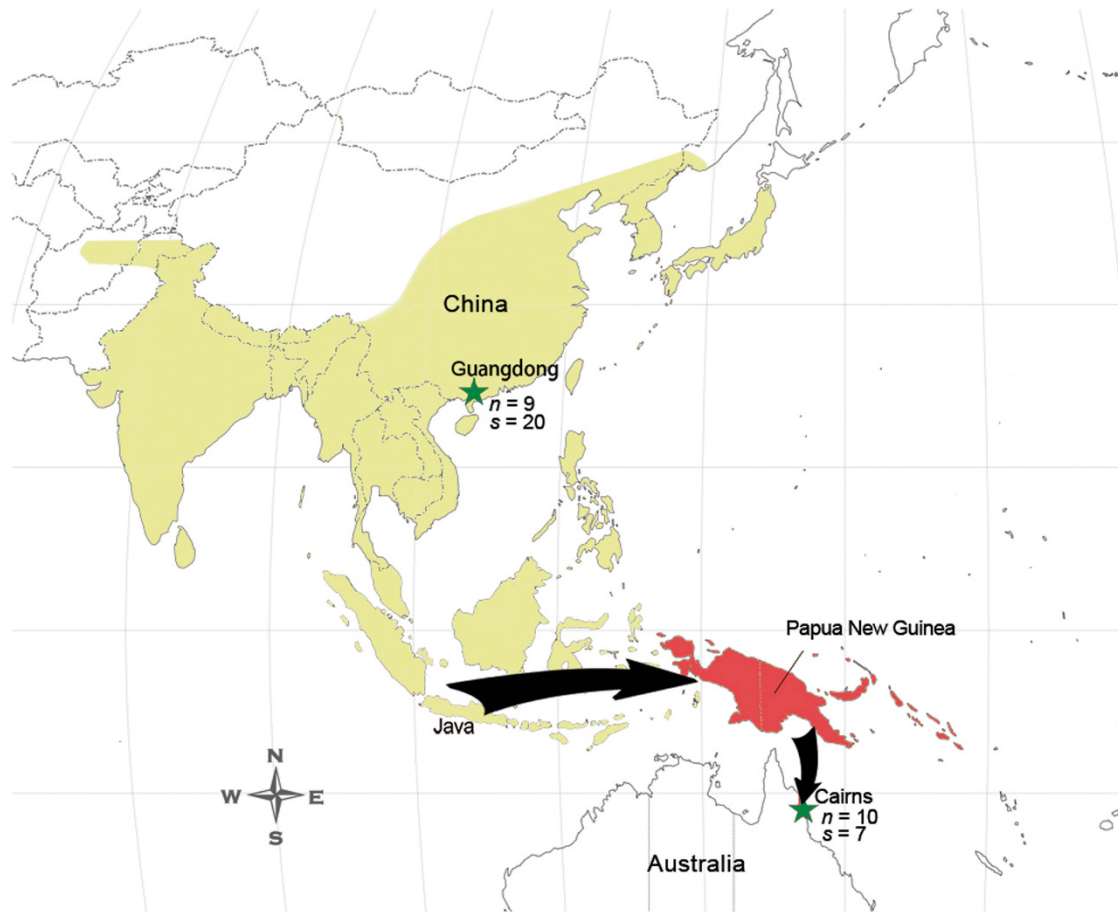 China
Guangdong
n = 9
s = 20
Papua New Guinea
Java
N
W E
S
Cairns
n = 10
s = 7
Australia